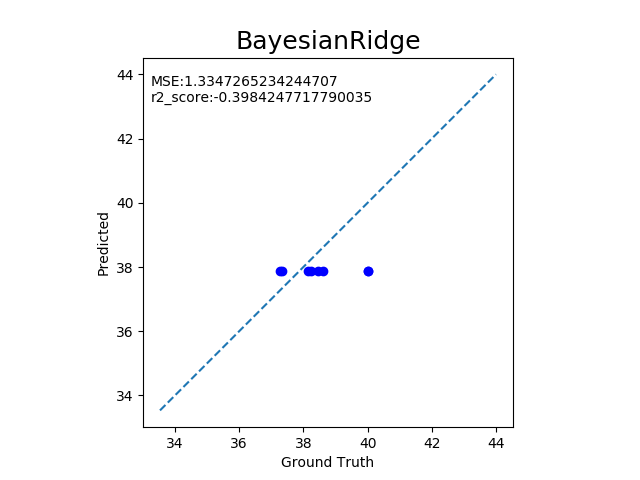 BayesianRidge
MSE:1.3347265234244707
r2_score:-0.3984247717790035
44
42
40
38
36
34
Predicted
34 36 38 40 42 44
Ground Truth